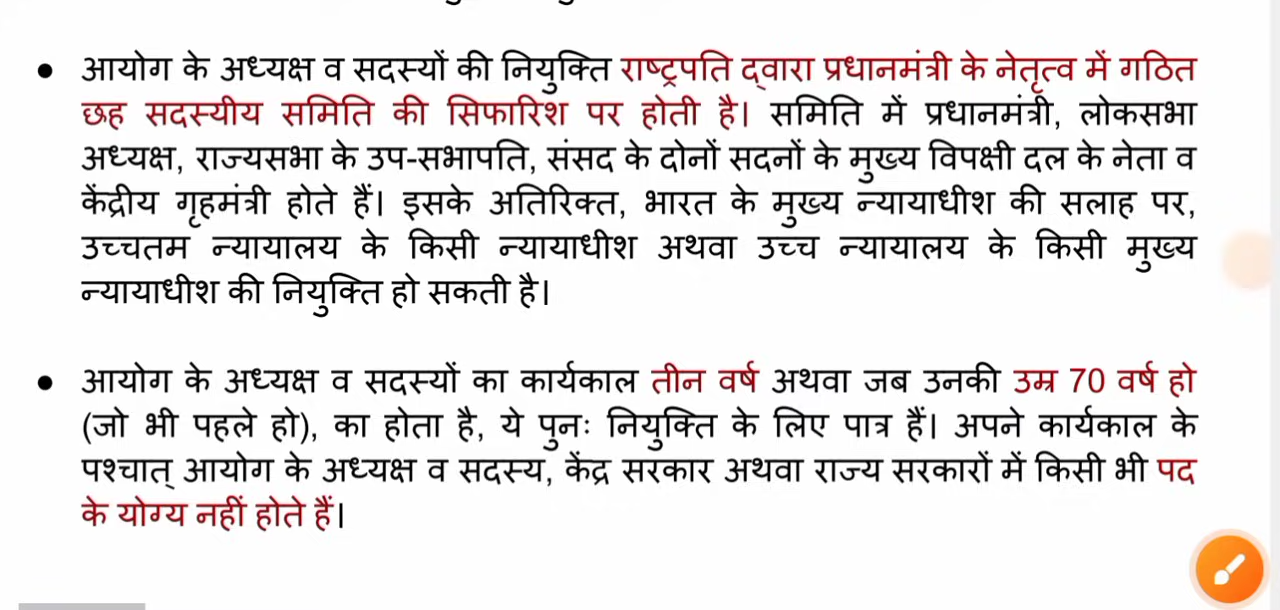 • आयोग के अध्यक्ष व सदस्यों की नियुक्ति राष्ट्रपति द्वारा प्रधानमंत्री के नेतृत्व में गठित
छह सदस्यीय समिति की सिफारिश पर होती है। समिति में प्रधानमंत्री, लोकसभा
अध्यक्ष, राज्यसभा के उप-सभापति, संसद के दोनों सदनों के मुख्य विपक्षी दल के नेता व
केंद्रीय गृहमंत्री होते हैं। इसके अतिरिक्त, भारत के मुख्य न्यायाधीश की सलाह पर,
उच्चतम न्यायालय के किसी न्यायाधीश अथवा उच्च न्यायालय के किसी मुख्य
न्यायाधीश की नियुक्ति हो सकती है।
• आयोग के अध्यक्ष व सदस्यों का कार्यकाल तीन वर्ष अथवा जब उनकी उम्र 70 वर्ष हो
(जो भी पहले हो), का होता है, ये पुनः नियुक्ति के लिए पात्र हैं। अपने कार्यकाल के
पश्चात् आयोग के अध्यक्ष व सदस्य, केंद्र सरकार अथवा राज्य सरकारों में किसी भी पद
के योग्य नहीं होते हैं।